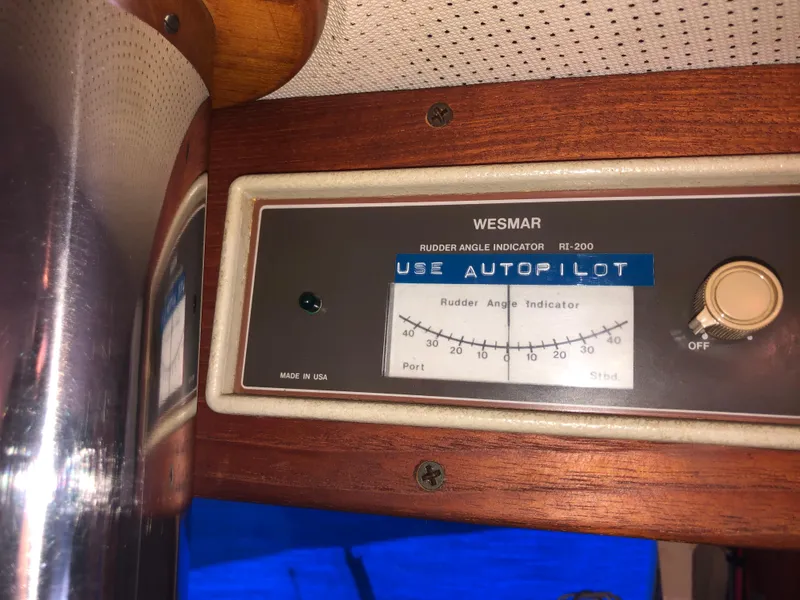 WESMAR
RUDDER ANGLE INDICATOR RI-200
USE AUTOPILOT
Rudder Angle Indicator
40 30 20 10 0 10 20 30 40
Port Stbd.
OFF
MADE IN USA